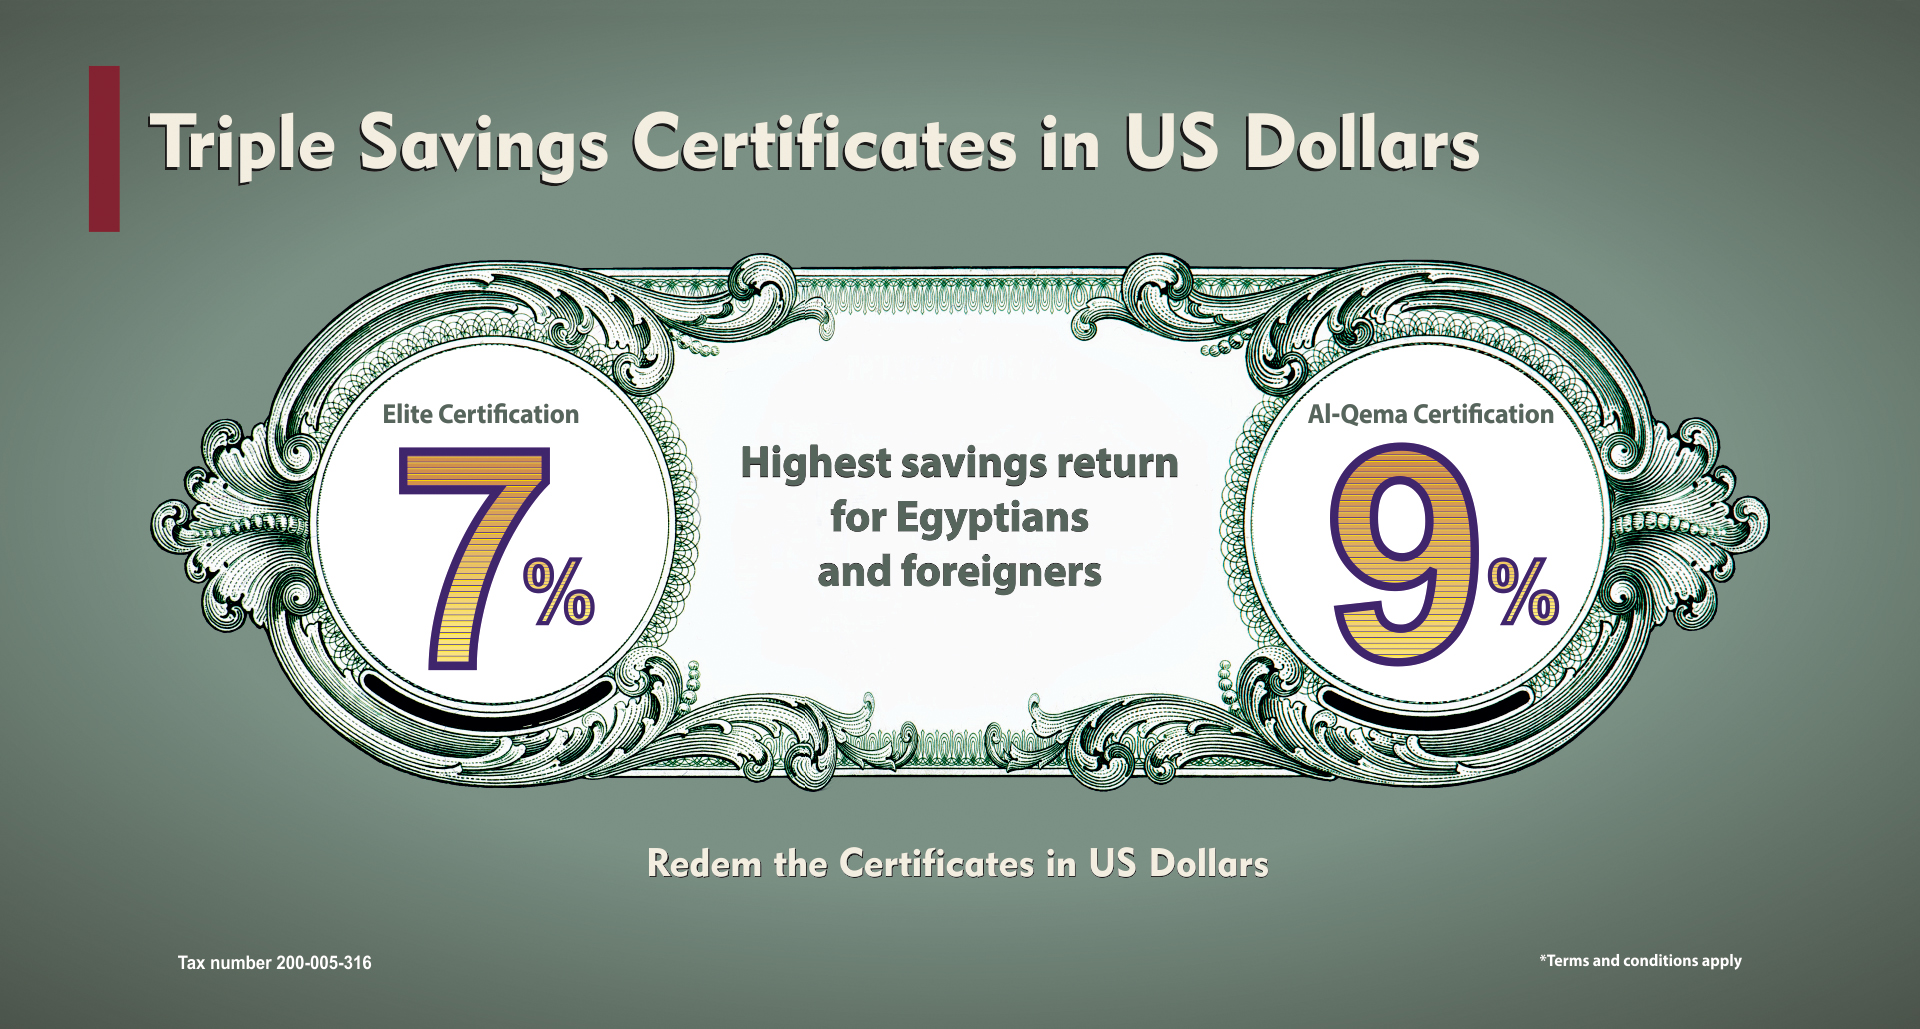 Triple Savings Certificates in US Dollars
Elite Certification
7%
Highest savings return
for Egyptians
and foreigners
Al-Qema Certification
9%
Redem the Certificates in US Dollars
Tax number 200-005-316
*Terms and conditions apply